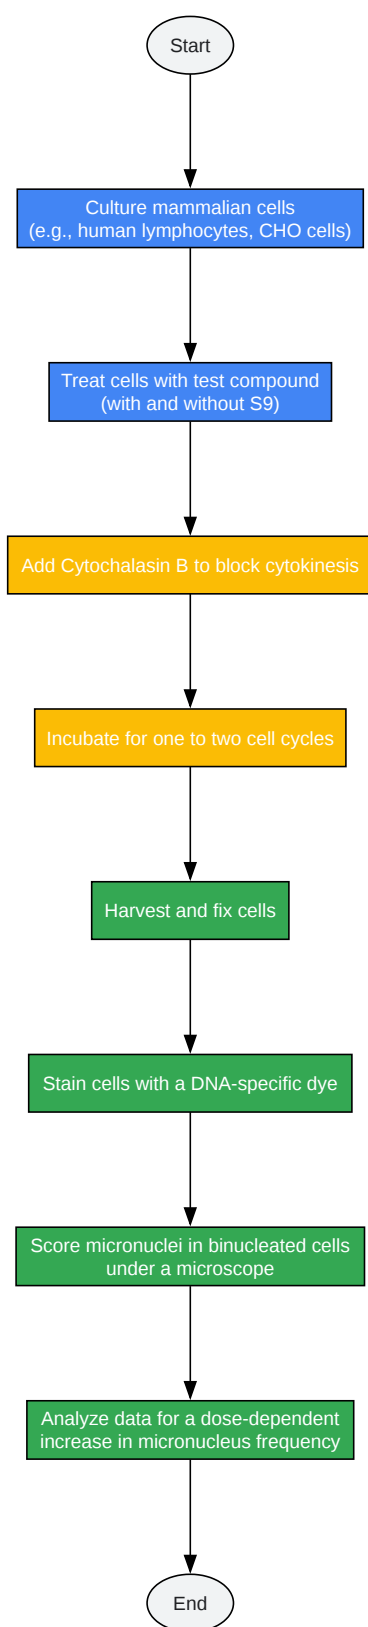 Start
Culture mammalian cells
(e.g., human lymphocytes, CHO cells)
Treat cells with test compound
(with and without S9)
Add Cytochalasin B to block cytokinesis
Incubate for one to two cell cycles
Harvest and fix cells
Stain cells with a DNA-specific dye
Score micronuclei in binucleated cells
under a microscope
Analyze data for a dose-dependent
increase in micronucleus frequency
End